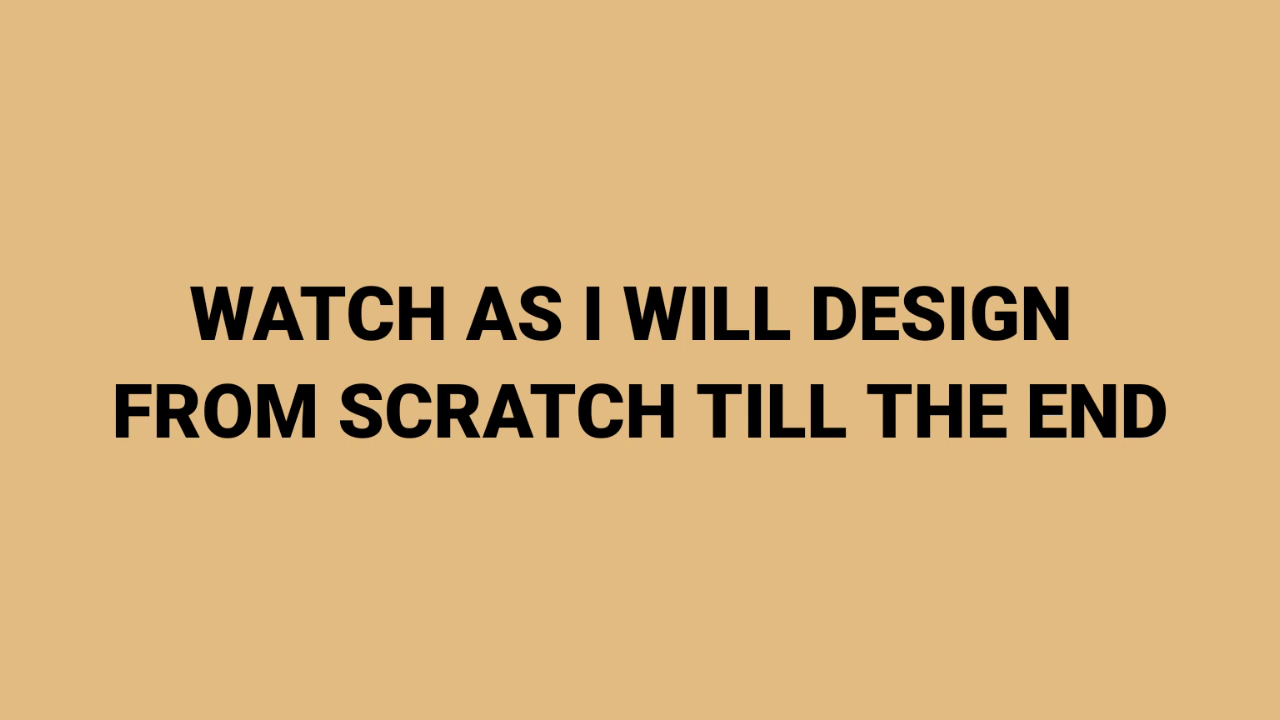 WATCH AS I WILL DESIGN
FROM SCRATCH TILL THE END